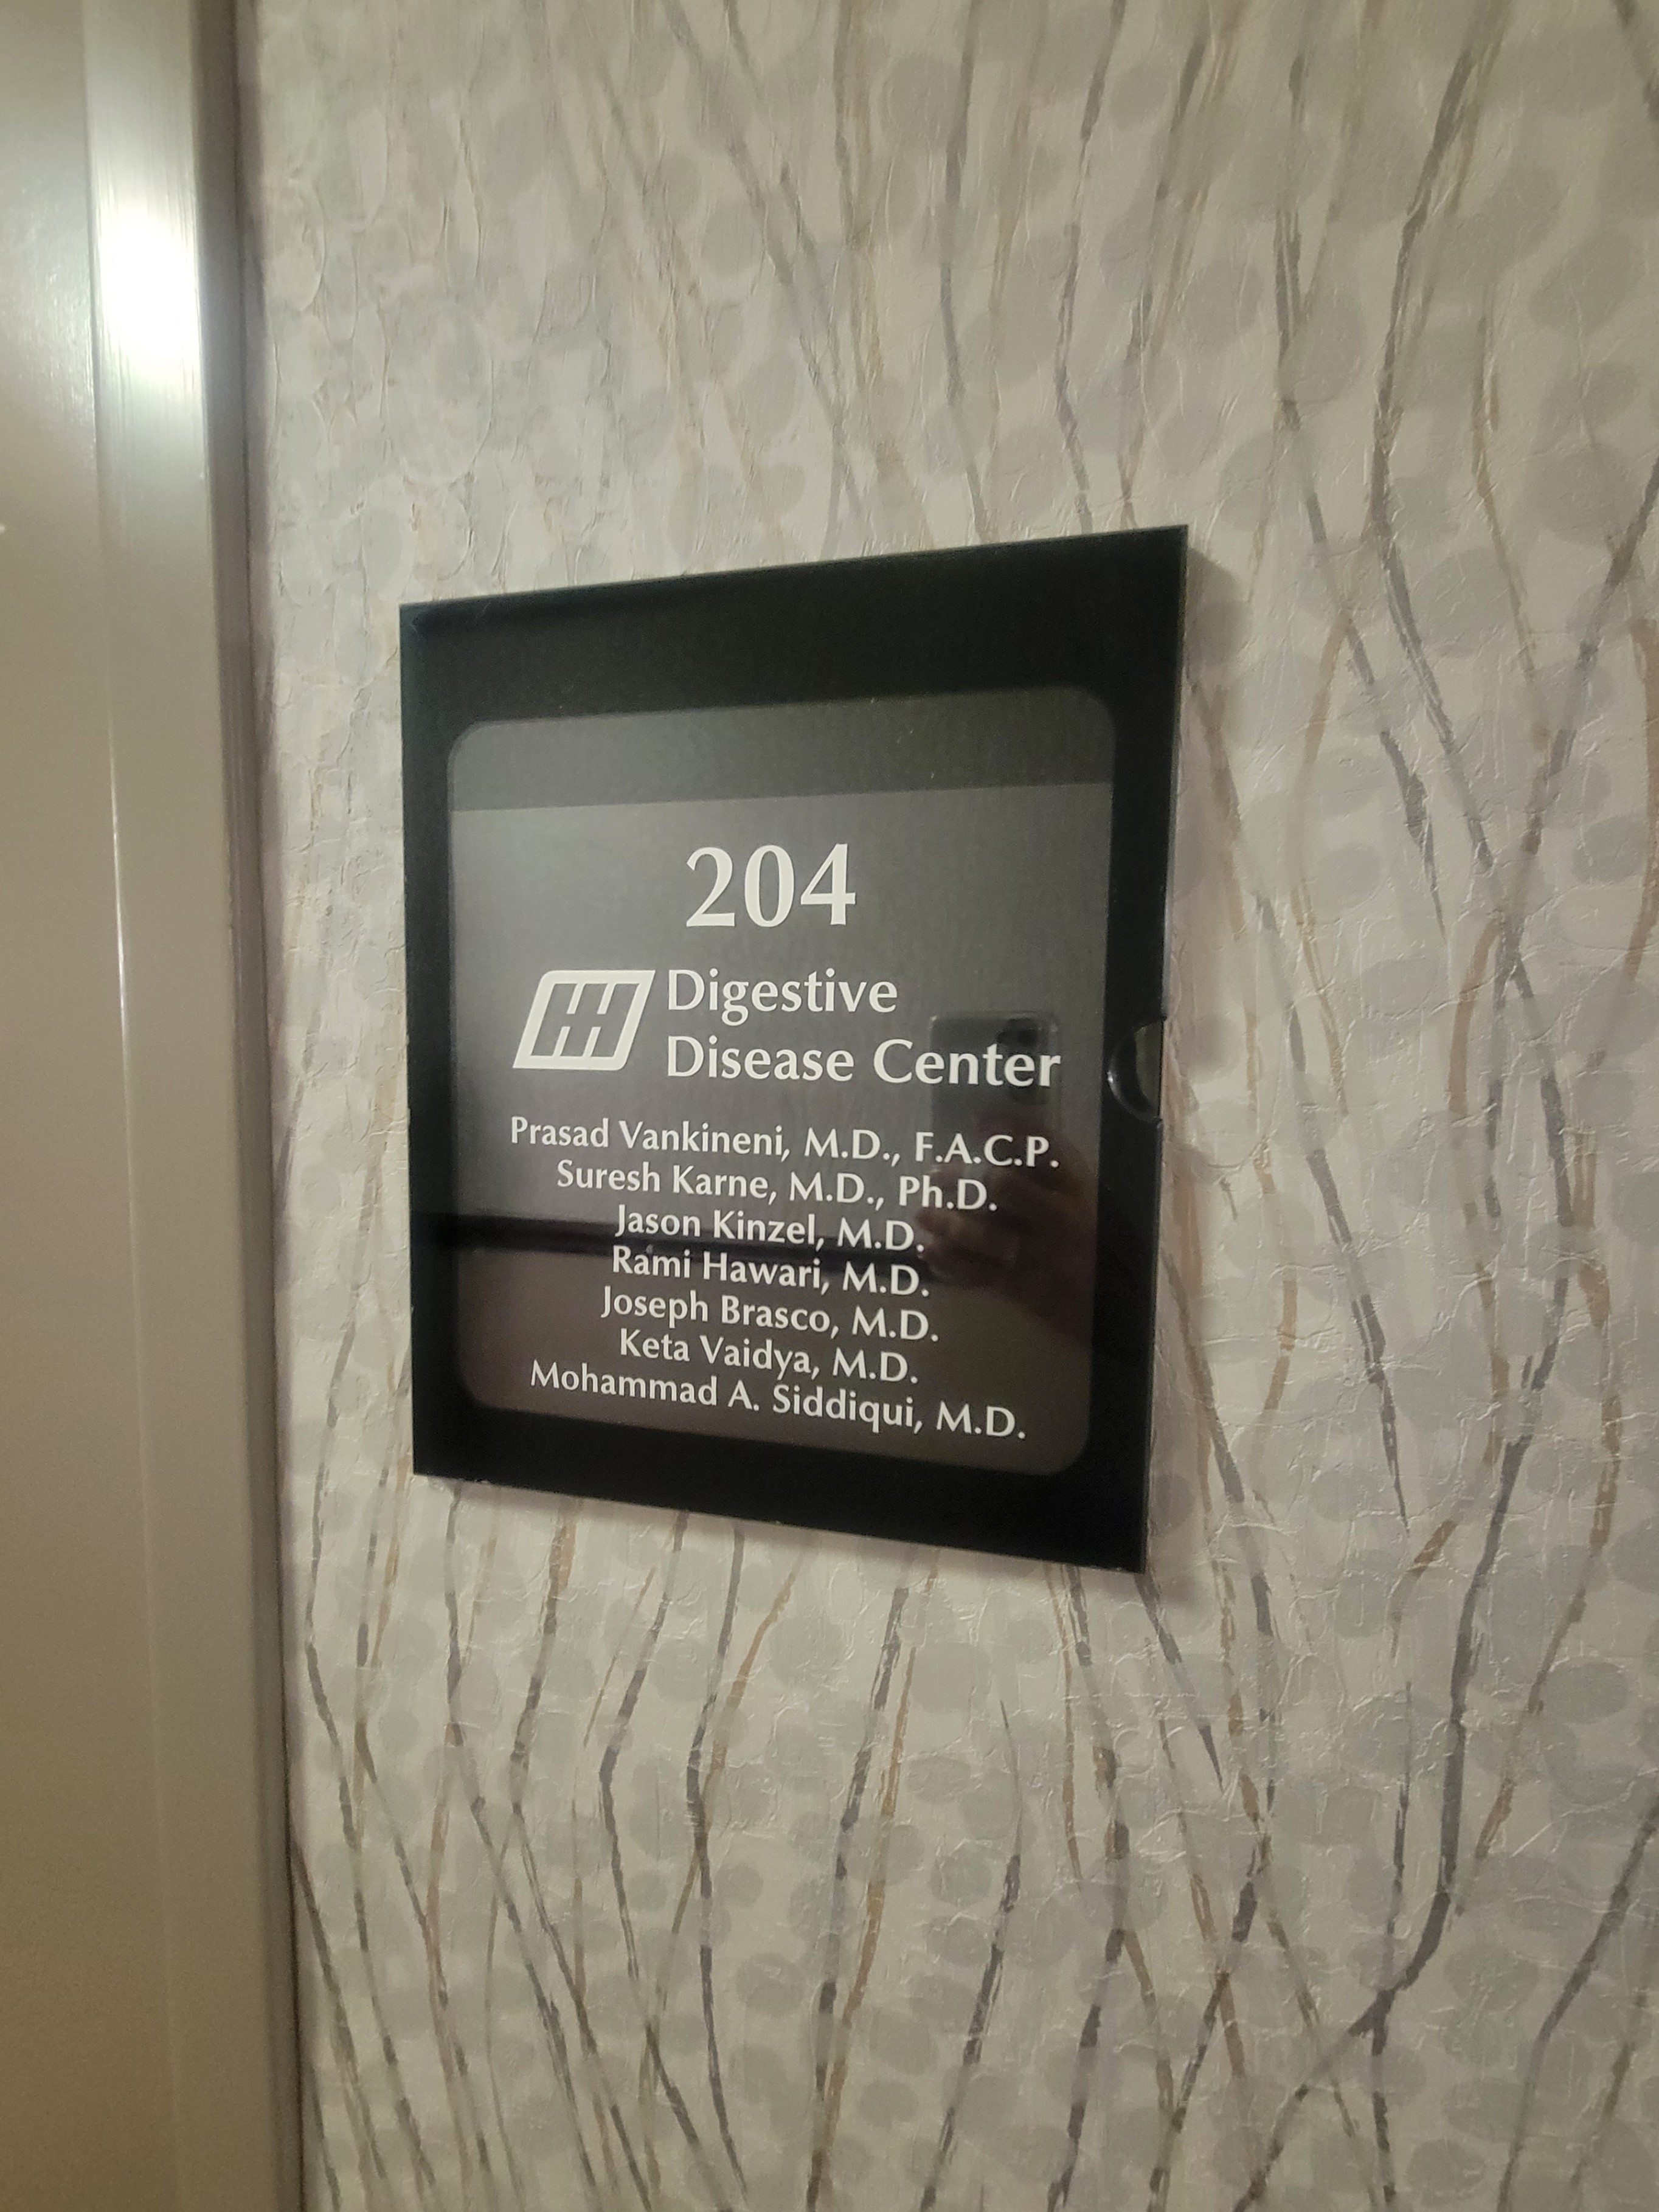 204
Digestive
Disease Center
Prasad Vankineni, M.D., F.A.C.P.
Suresh Karne, M.D., Ph.D.
Jason Kinzel, M.D.
Rami Hawari, M.D.
Joseph Brasco, M.D.
Keta Vaidya, M.D.
Mohammad A. Siddiqui, M.D.